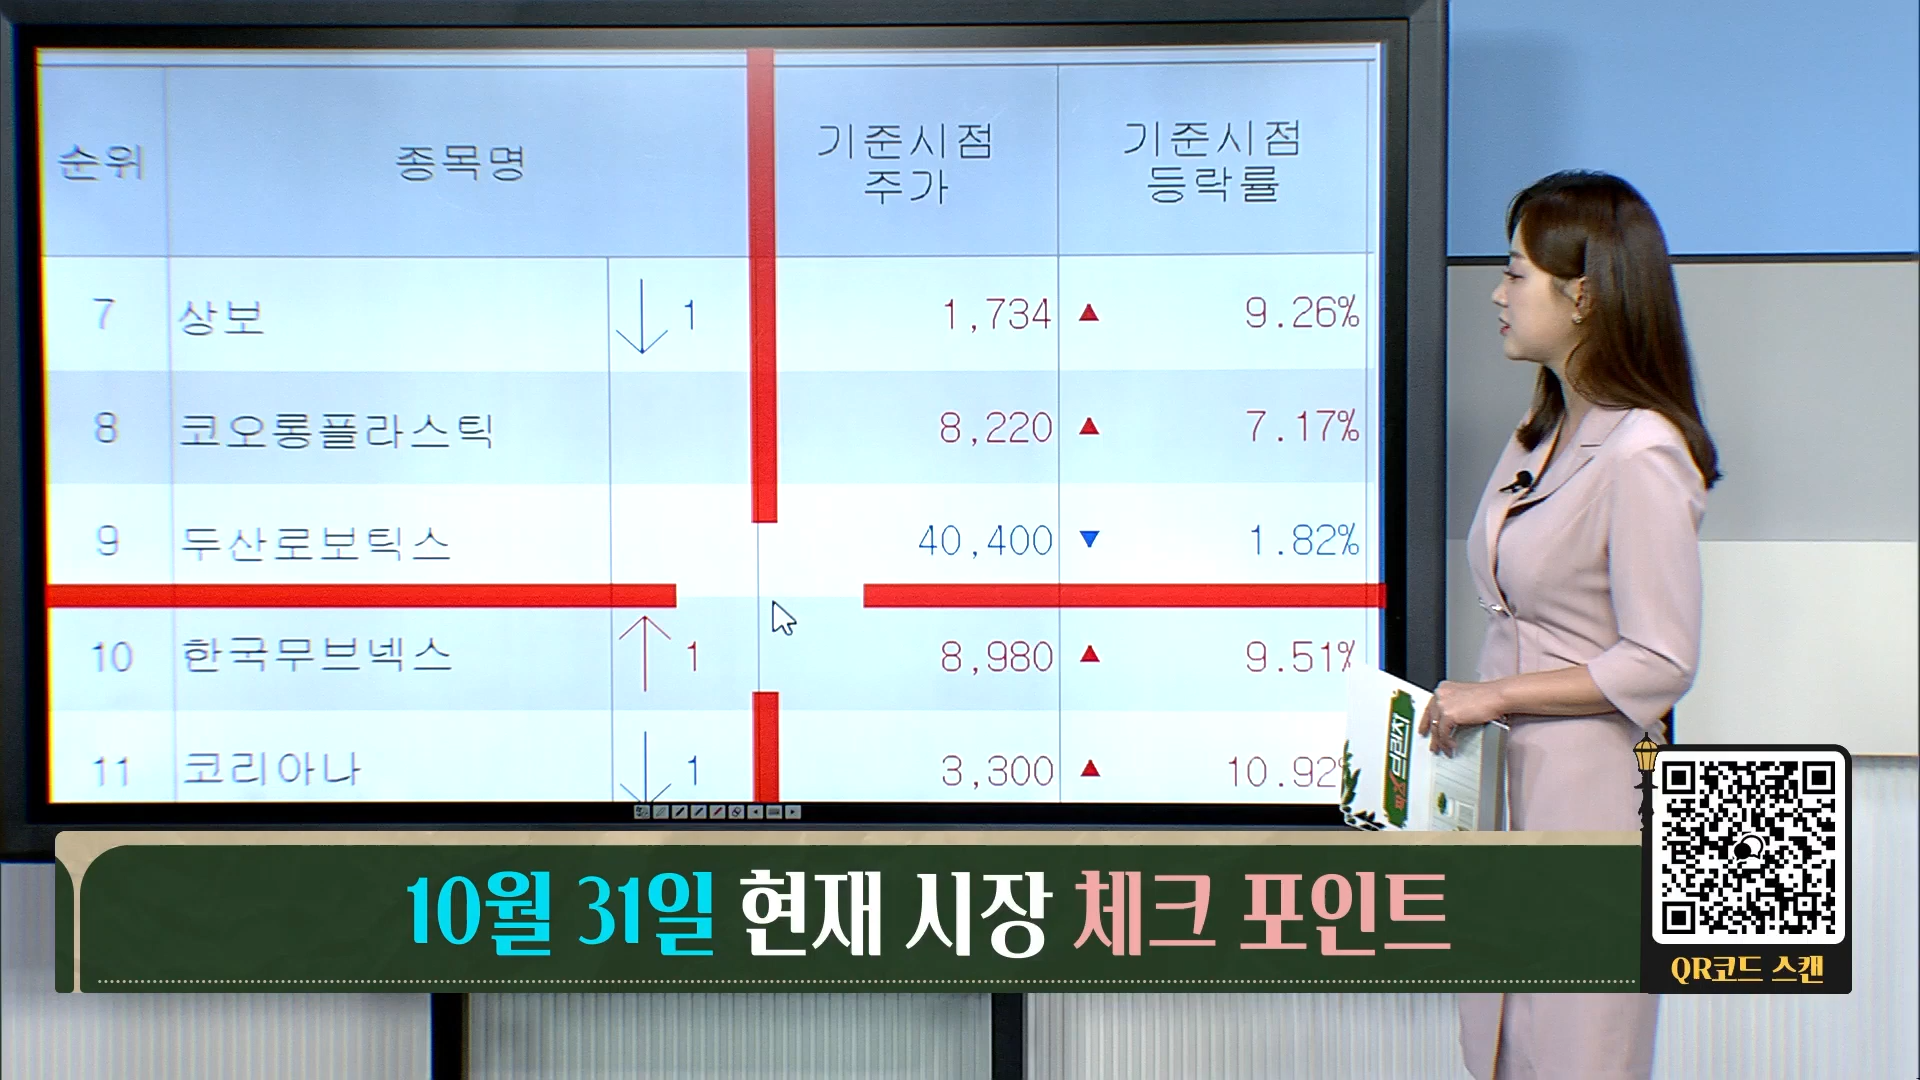 순위 종목명 기준시점 주가 기준시점 등락률
7 상보 ↓ 1 1,734 ▲ 9.26%
8 코오롱플라스틱 8,220 ▲ 7.17%
9 두산로보틱스 40,400 ▼ 1.82%
10 한국무브넥스 ↑ 1 8,980 ▲ 9.51%
11 코리아나 ↓ 1 3,300 ▲ 10.92%
10월 31일 현재 시장 체크 포인트
QR코드 스캔